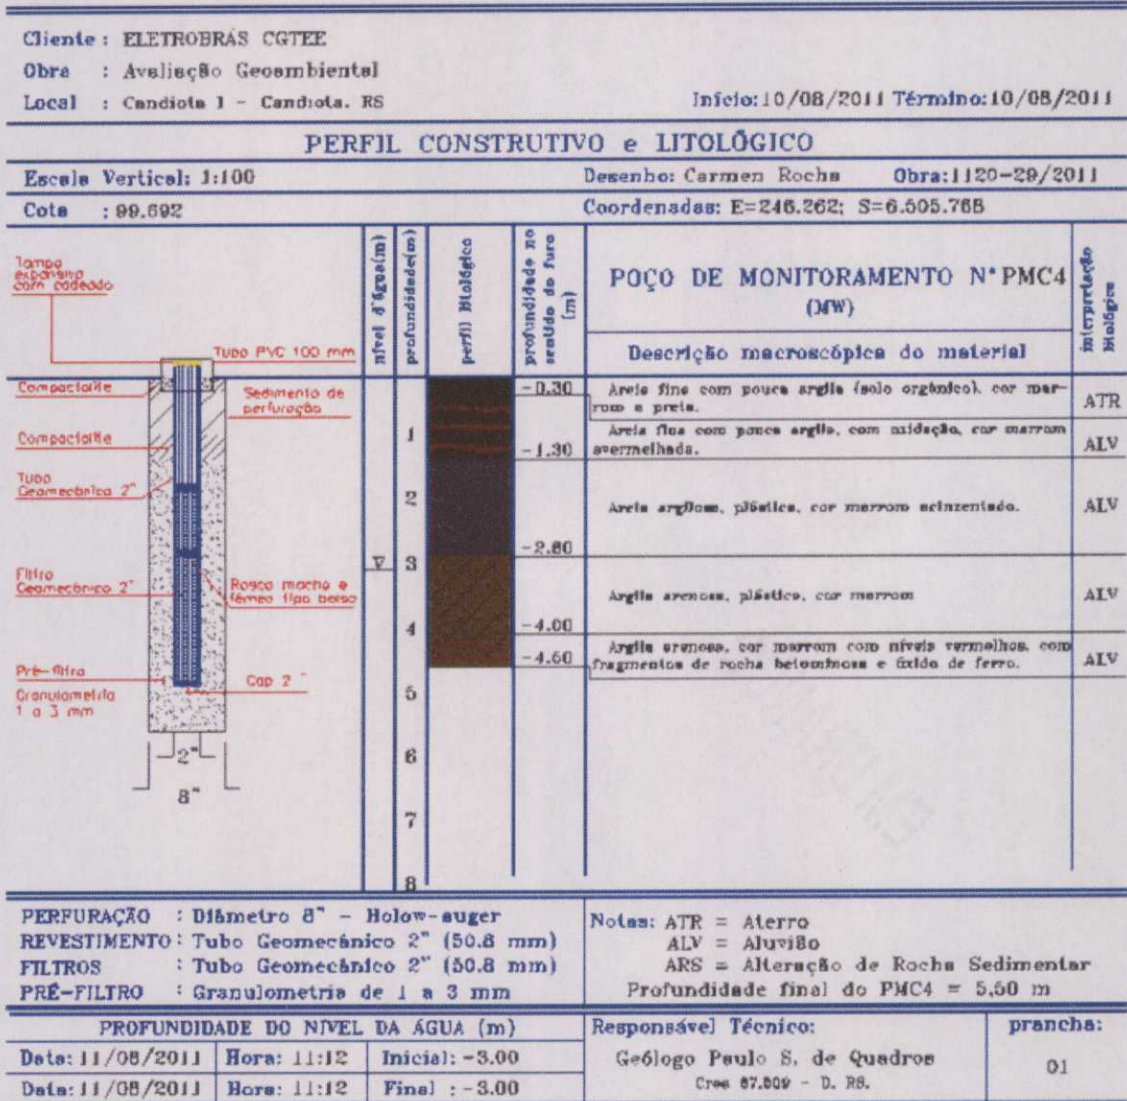 Cliente : ELETROBRÁS CGTEE
Obra : Avaliação Geoambiental
Local : Candiota 1 - Candiota. RS
Início: 10/08/2011 Término: 10/08/2011
PERFIL CONSTRUTIVO e LITOLÓGICO
Escala Vertical: 1:100
Desenho: Carmen Rocha
Obra: 1120-29/2011
Cota : 99.692
Coordenadas: E=246.262; S=6.505.768
Tampa expansiva com cadeado
Tubo PVC 100 mm
Compactolite
Sedimento de perfuração
Compactolite
Tubo Geomecânico 2"
Filtro Geomecânico 2"
Rosca macho e fêmea tipo bolsa
Pré-filtro
Granulometria 1 a 3 mm
Cap 2"
2"
8"
nível d'água(m)
profundidade(m)
perfil litológico
profundidade no sentido do furo (m)
POÇO DE MONITORAMENTO N° PMC4
(MW)
Descrição macroscópica do material
interpretação litológica
1
2
3
4
5
6
7
8
-0.30
Areia fina com pouca argila (solo orgânico). cor mar-
rom a preta.
ATR
-1.30
Areia fina com pouca argila, com oxidação, cor marrom
avermelhada.
ALV
-2.80
Areia argilosa, plástica, cor marrom acinzentado.
ALV
-4.00
Argila arenosa, plástica, cor marrom
ALV
-4.60
Argila arenosa, cor marrom com níveis vermelhos, com
fragmentos de rocha betominosa e óxido de ferro.
ALV
PERFURAÇÃO : Diâmetro 8" - Holow-auger
REVESTIMENTO : Tubo Geomecânico 2" (50.8 mm)
FILTROS : Tubo Geomecânico 2" (50.8 mm)
PRÉ-FILTRO : Granulometria de 1 a 3 mm
Notas: ATR = Aterro
ALV = Aluvião
ARS = Alteração de Rocha Sedimentar
Profundidade final do PMC4 = 5,50 m
PROFUNDIDADE DO NÍVEL DA ÁGUA (m)
Data: 11/08/2011 Hora: 11:12 Inicial: -3.00
Data: 11/08/2011 Hora: 11:12 Final : -3.00
Responsável Técnico:
Geólogo Paulo S. de Quadros
Crea 87.509 - D. RS.
prancha:
01